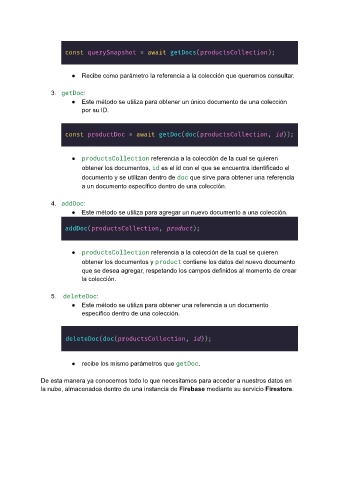 const querySnapshot = await getDocs(productsCollection);
● Recibe como parámetro la referencia a la colección que queremos consultar.
3. getDoc:
● Este método se utiliza para obtener un único documento de una colección
por su ID.
const productDoc = await getDoc(doc(productsCollection, id));
● productsCollection referencia a la colección de la cual se quieren
obtener los documentos, id es el id con el que se encuentra identificado el
documento y se utilizan dentro de doc que sirve para obtener una referencia
a un documento específico dentro de una colección.
4. addDoc:
● Este método se utiliza para agregar un nuevo documento a una colección.
addDoc(productsCollection, product);
● productsCollection referencia a la colección de la cual se quieren
obtener los documentos y product contiene los datos del nuevo documento
que se desea agregar, respetando los campos definidos al momento de crear
la colección.
5. deleteDoc:
● Este método se utiliza para obtener una referencia a un documento
específico dentro de una colección.
deleteDoc(doc(productsCollection, id));
● recibe los mismo parámetros que getDoc.
De esta manera ya conocemos todo lo que necesitamos para acceder a nuestros datos en
la nube, almacenados dentro de una instancia de Firebase mediante su servicio Firestore.